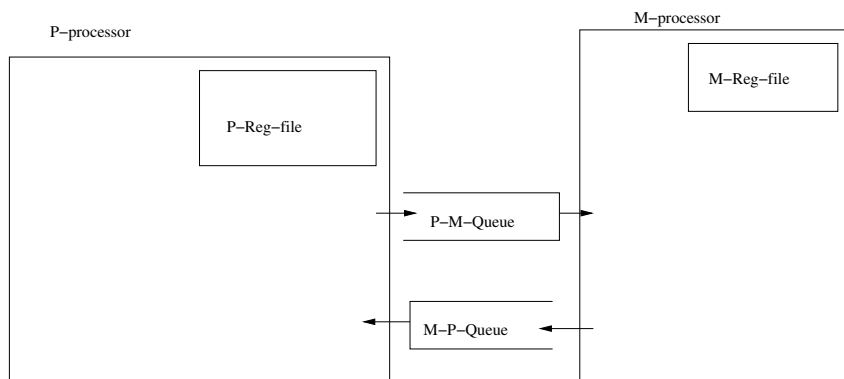 P−processor
M−processor
P−Reg−file
M−Reg−file
P−M−Queue
M−P−Queue